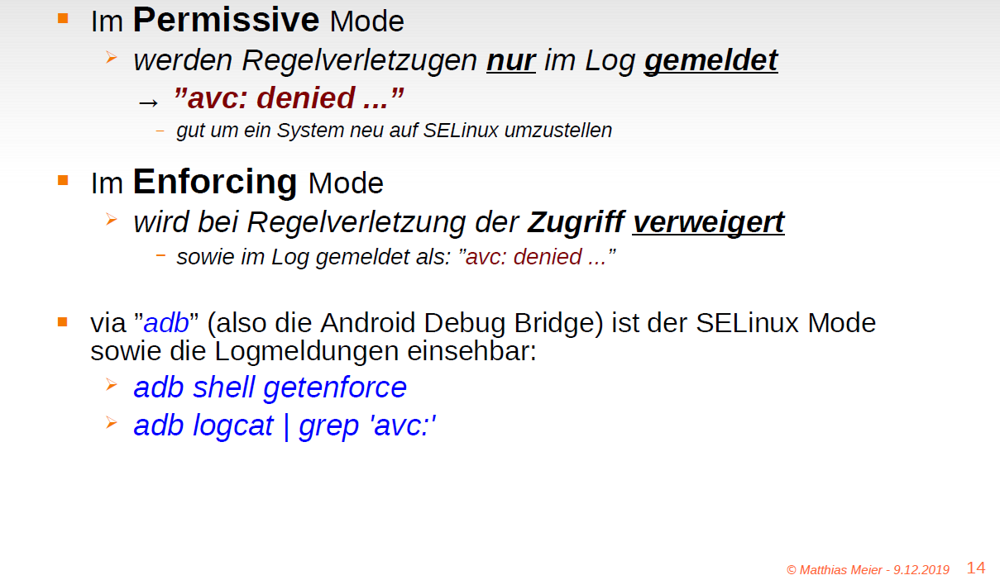 Im Permissive Mode
werden Regelverletzugen nur im Log gemeldet
→ ”avc: denied ...”
– gut um ein System neu auf SELinux umzustellen
Im Enforcing Mode
wird bei Regelverletzung der Zugriff verweigert
– sowie im Log gemeldet als: ”avc: denied ...”
via ”adb” (also die Android Debug Bridge) ist der SELinux Mode
sowie die Logmeldungen einsehbar:
adb shell getenforce
adb logcat | grep 'avc:'
© Matthias Meier - 9.12.2019 14